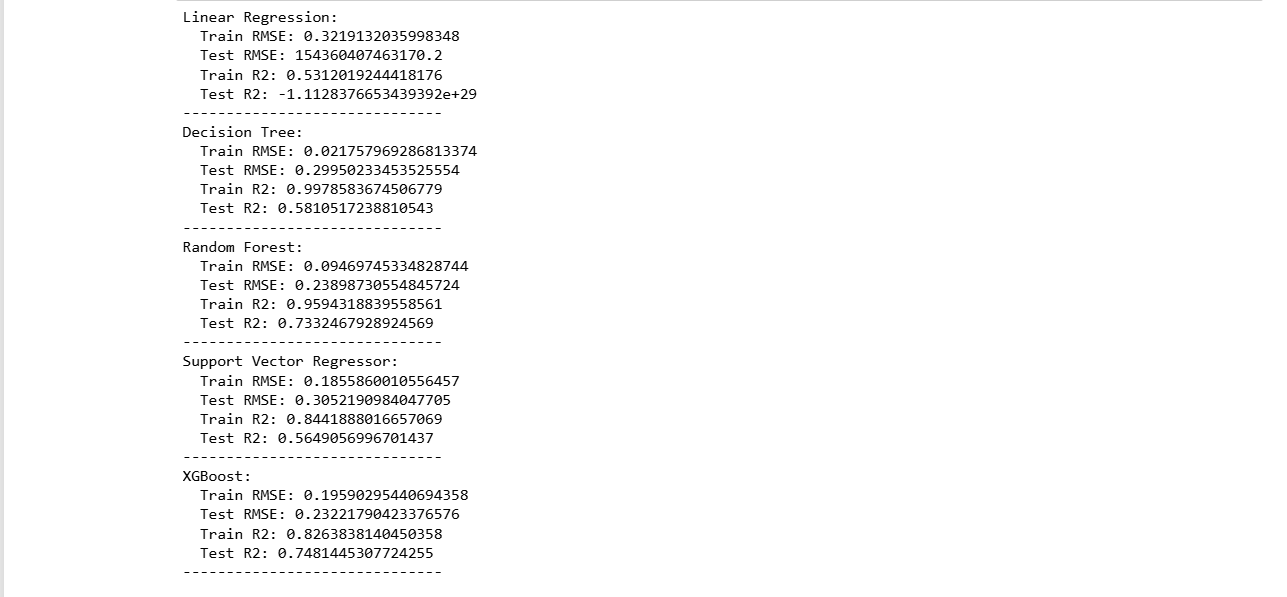 Linear Regression:
Train RMSE: 0.3219132035998348
Test RMSE: 154360407463170.2
Train R2: 0.5312019244418176
Test R2: -1.1128376653439392e+29
------------------------------
Decision Tree:
Train RMSE: 0.021757969286813374
Test RMSE: 0.29950233453525554
Train R2: 0.9978583674506779
Test R2: 0.5810517238810543
------------------------------
Random Forest:
Train RMSE: 0.09469745334828744
Test RMSE: 0.23898730554845724
Train R2: 0.9594318839558561
Test R2: 0.7332467928924569
------------------------------
Support Vector Regressor:
Train RMSE: 0.1855860010556457
Test RMSE: 0.3052190984047705
Train R2: 0.8441888016657069
Test R2: 0.5649056996701437
------------------------------
XGBoost:
Train RMSE: 0.19590295440694358
Test RMSE: 0.23221790423376576
Train R2: 0.8263838140450358
Test R2: 0.7481445307724255
------------------------------